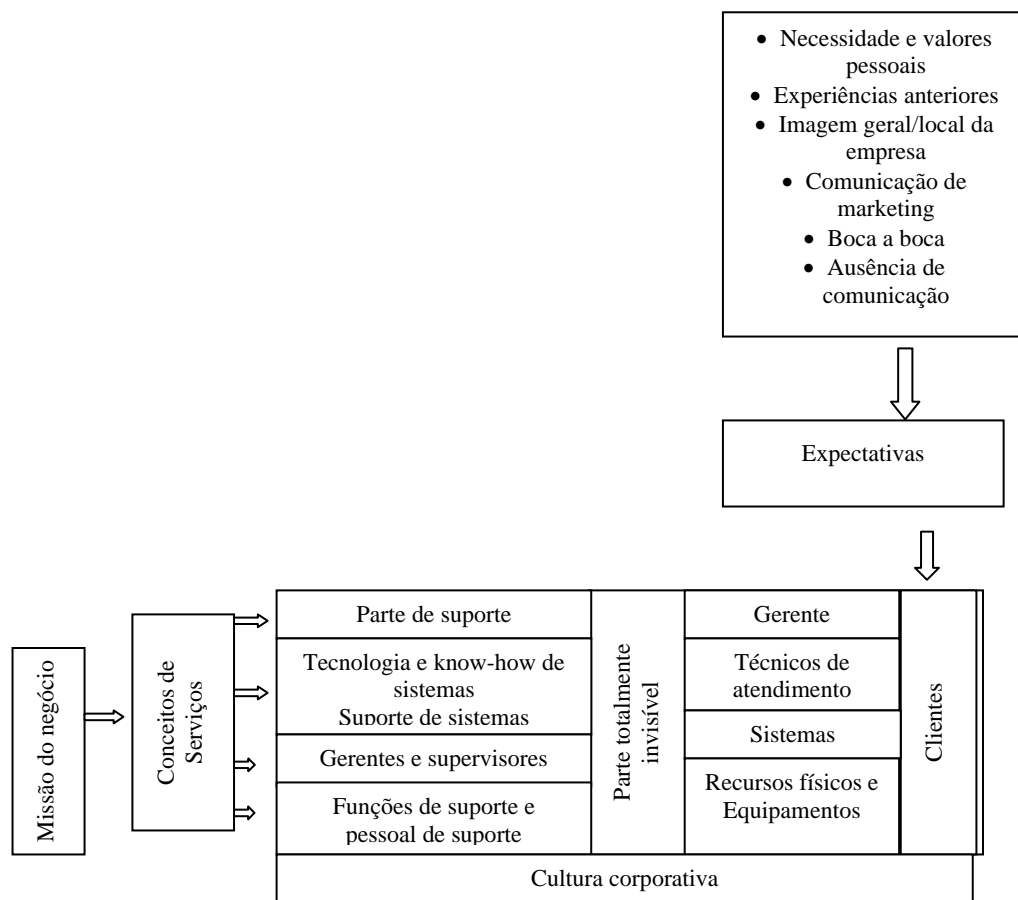 • Necessidade e valores
pessoais
• Experiências anteriores
• Imagem geral/local da
empresa
• Comunicação de
marketing
• Boca a boca
• Ausência de
comunicação
Expectativas
Missão do negócio
Conceitos de
Serviços
Parte de suporte
Tecnologia e know-how de
sistemas
Suporte de sistemas
Gerentes e supervisores
Funções de suporte e
pessoal de suporte
Parte totalmente
invisível
Gerente
Técnicos de
atendimento
Sistemas
Recursos físicos e
Equipamentos
Clientes
Cultura corporativa